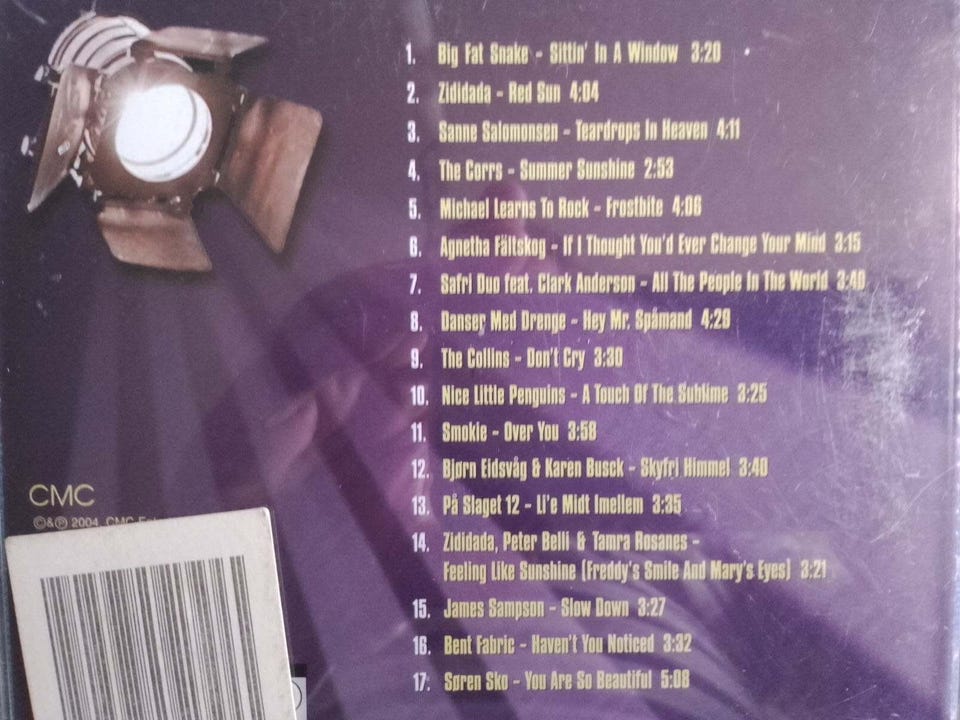 1. Big Fat Snake - Sittin' In A Window 3:20
2. Zididada - Red Sun 4:04
3. Sanne Salomonsen - Teardrops In Heaven 4:11
4. The Corrs - Summer Sunshine 2:53
5. Michael Learns To Rock - Frostbite 4:06
6. Agnetha Fältskog - If I Thought You'd Ever Change Your Mind 3:15
7. Safri Duo feat. Clark Anderson - All The People In The World 3:40
8. Danser Med Drenge - Hey Mr. Spåmand 4:29
9. The Collins - Don't Cry 3:30
10. Nice Little Penguins - A Touch Of The Sublime 3:25
11. Smokie - Over You 3:58
12. Bjørn Eidsvåg & Karen Busck - Skyfri Himmel 3:40
13. På Slaget 12 - Li'e Midt Imellem 3:35
14. Zididada, Peter Belli & Tamra Rosanes -
Feeling Like Sunshine (Freddy's Smile And Mary's Eyes) 3:21
15. James Sampson - Slow Down 3:27
16. Bent Fabric - Haven't You Noticed 3:32
17. Søren Sko - You Are So Beautiful 5:08
CMC
©&℗ 2004 CMC